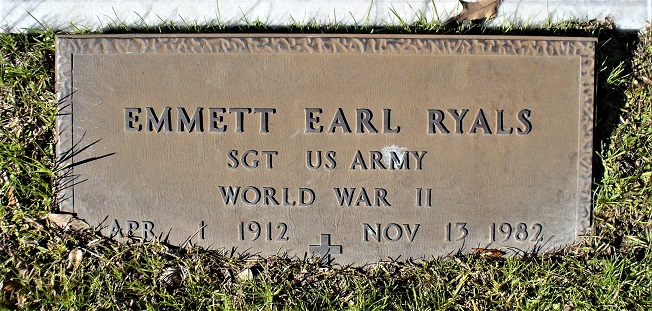 EMMETT EARL RYALS
SGT US ARMY
WORLD WAR II
APR 1 1912 NOV 13 1982